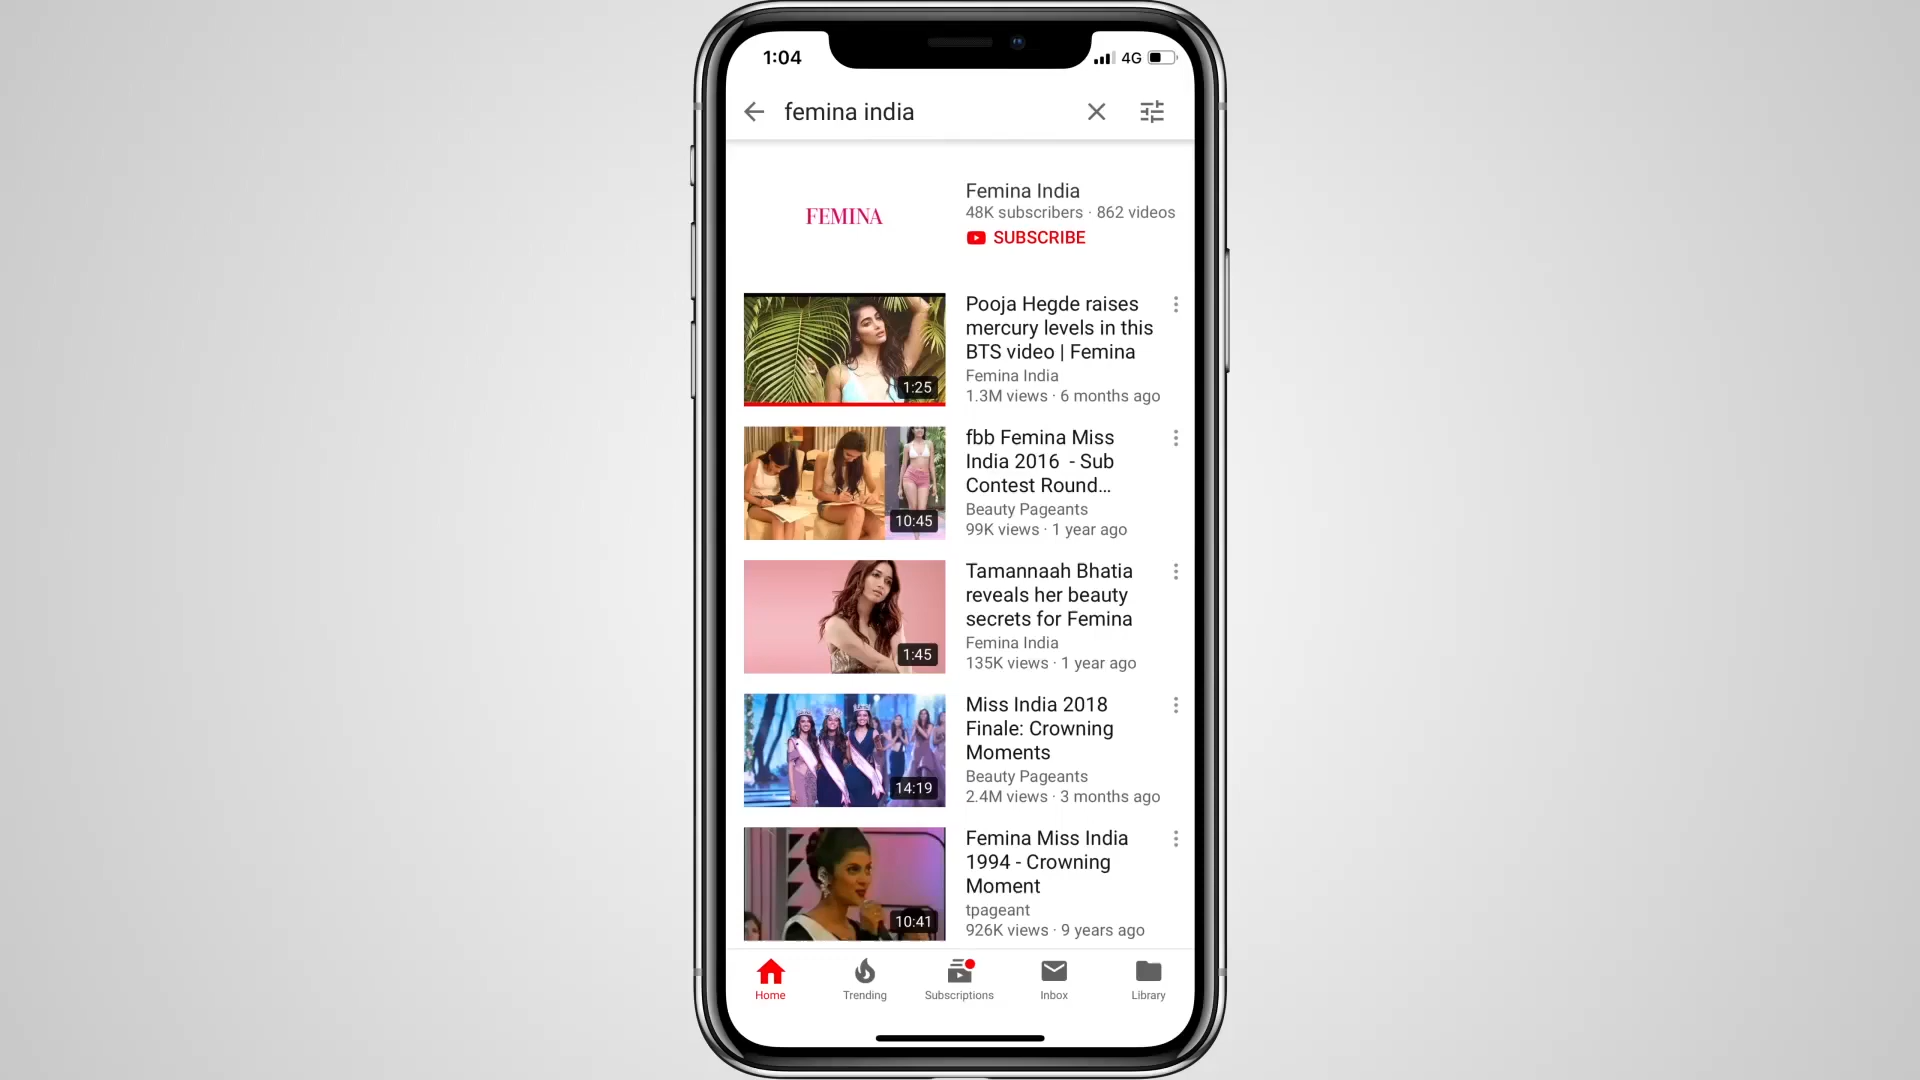 1:04
4G
femina india
FEMINA
Femina India
48K subscribers · 862 videos
SUBSCRIBE
1:25
Pooja Hegde raises
mercury levels in this
BTS video | Femina
Femina India
1.3M views · 6 months ago
10:45
fbb Femina Miss
India 2016 - Sub
Contest Round...
Beauty Pageants
99K views · 1 year ago
1:45
Tamannaah Bhatia
reveals her beauty
secrets for Femina
Femina India
135K views · 1 year ago
14:19
Miss India 2018
Finale: Crowning
Moments
Beauty Pageants
2.4M views · 3 months ago
10:41
Femina Miss India
1994 - Crowning
Moment
tpageant
926K views · 9 years ago
Home
Trending
Subscriptions
Inbox
Library